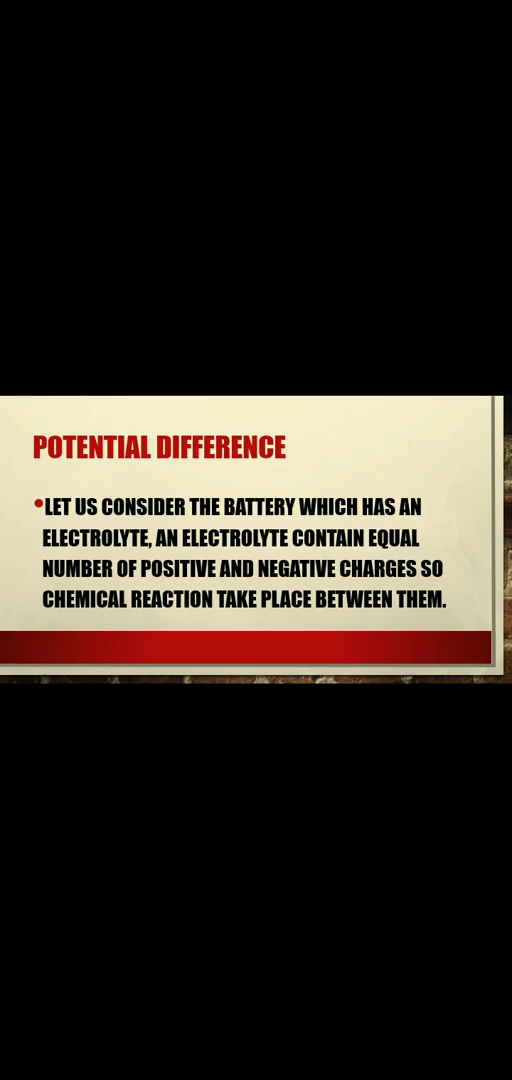 POTENTIAL DIFFERENCE
•LET US CONSIDER THE BATTERY WHICH HAS AN
ELECTROLYTE, AN ELECTROLYTE CONTAIN EQUAL
NUMBER OF POSITIVE AND NEGATIVE CHARGES SO
CHEMICAL REACTION TAKE PLACE BETWEEN THEM.